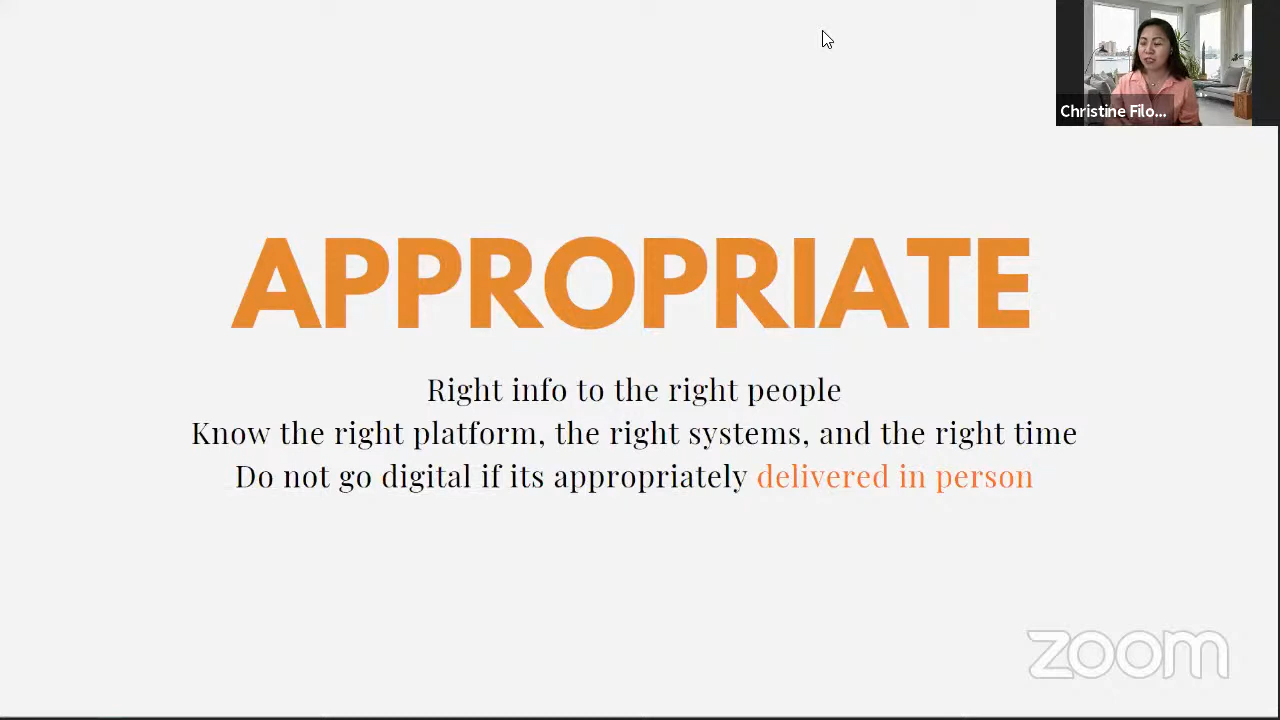 Christine Filo...
APPROPRIATE
Right info to the right people
Know the right platform, the right systems, and the right time
Do not go digital if its appropriately delivered in person
zoom